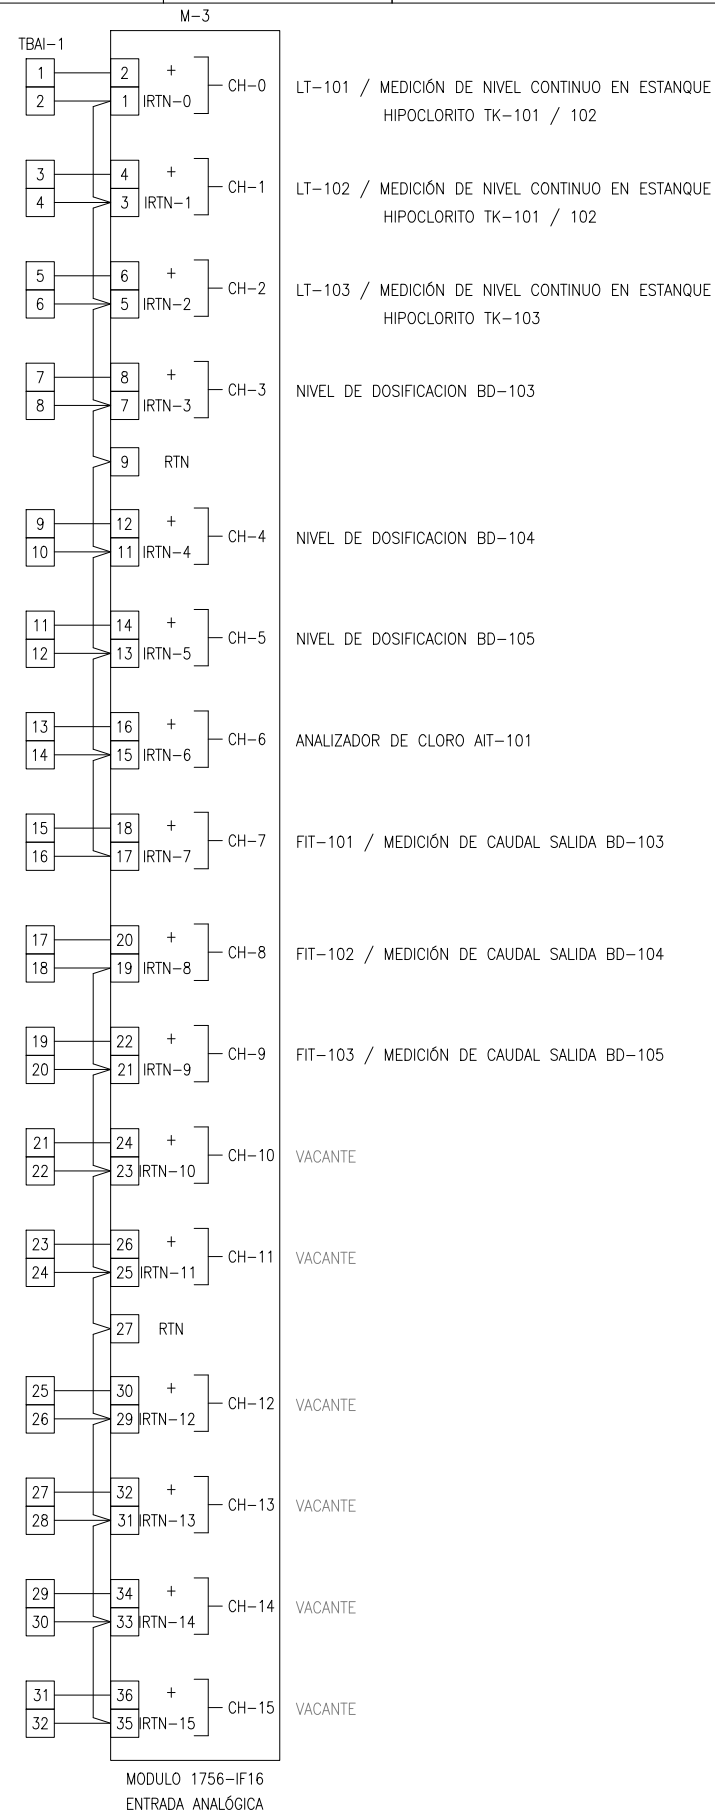 M-3
TBAI-1
1 2 + CH-0 LT-101 / MEDICIÓN DE NIVEL CONTINUO EN ESTANQUE
2 1 IRTN-0 HIPOCLORITO TK-101 / 102
3 4 + CH-1 LT-102 / MEDICIÓN DE NIVEL CONTINUO EN ESTANQUE
4 3 IRTN-1 HIPOCLORITO TK-101 / 102
5 6 + CH-2 LT-103 / MEDICIÓN DE NIVEL CONTINUO EN ESTANQUE
6 5 IRTN-2 HIPOCLORITO TK-103
7 8 + CH-3 NIVEL DE DOSIFICACION BD-103
8 7 IRTN-3
9 RTN
9 12 + CH-4 NIVEL DE DOSIFICACION BD-104
10 11 IRTN-4
11 14 + CH-5 NIVEL DE DOSIFICACION BD-105
12 13 IRTN-5
13 16 + CH-6 ANALIZADOR DE CLORO AIT-101
14 15 IRTN-6
15 18 + CH-7 FIT-101 / MEDICIÓN DE CAUDAL SALIDA BD-103
16 17 IRTN-7
17 20 + CH-8 FIT-102 / MEDICIÓN DE CAUDAL SALIDA BD-104
18 19 IRTN-8
19 22 + CH-9 FIT-103 / MEDICIÓN DE CAUDAL SALIDA BD-105
20 21 IRTN-9
21 24 + CH-10 VACANTE
22 23 IRTN-10
23 26 + CH-11 VACANTE
24 25 IRTN-11
27 RTN
25 30 + CH-12 VACANTE
26 29 IRTN-12
27 32 + CH-13 VACANTE
28 31 IRTN-13
29 34 + CH-14 VACANTE
30 33 IRTN-14
31 36 + CH-15 VACANTE
32 35 IRTN-15
MODULO 1756-IF16
ENTRADA ANALÓGICA